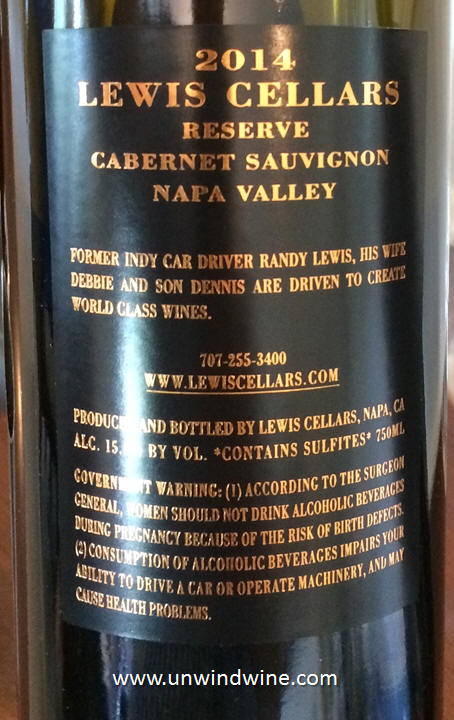 2014
LEWIS CELLARS
RESERVE
CABERNET SAUVIGNON
NAPA VALLEY
FORMER INDY CAR DRIVER RANDY LEWIS, HIS WIFE
DEBBIE AND SON DENNIS ARE DRIVEN TO CREATE
WORLD CLASS WINES.
707-255-3400
WWW.LEWISCELLARS.COM
PRODUCED AND BOTTLED BY LEWIS CELLARS, NAPA, CA
ALC. BY VOL. *CONTAINS SULFITES* 750ML
GOVERNMENT WARNING: (1) ACCORDING TO THE SURGEON
GENERAL, WOMEN SHOULD NOT DRINK ALCOHOLIC BEVERAGES
DURING PREGNANCY BECAUSE OF THE RISK OF BIRTH DEFECTS.
(2) CONSUMPTION OF ALCOHOLIC BEVERAGES IMPAIRS YOUR
ABILITY TO DRIVE A CAR OR OPERATE MACHINERY, AND MAY
CAUSE HEALTH PROBLEMS.
www.unwindwine.com